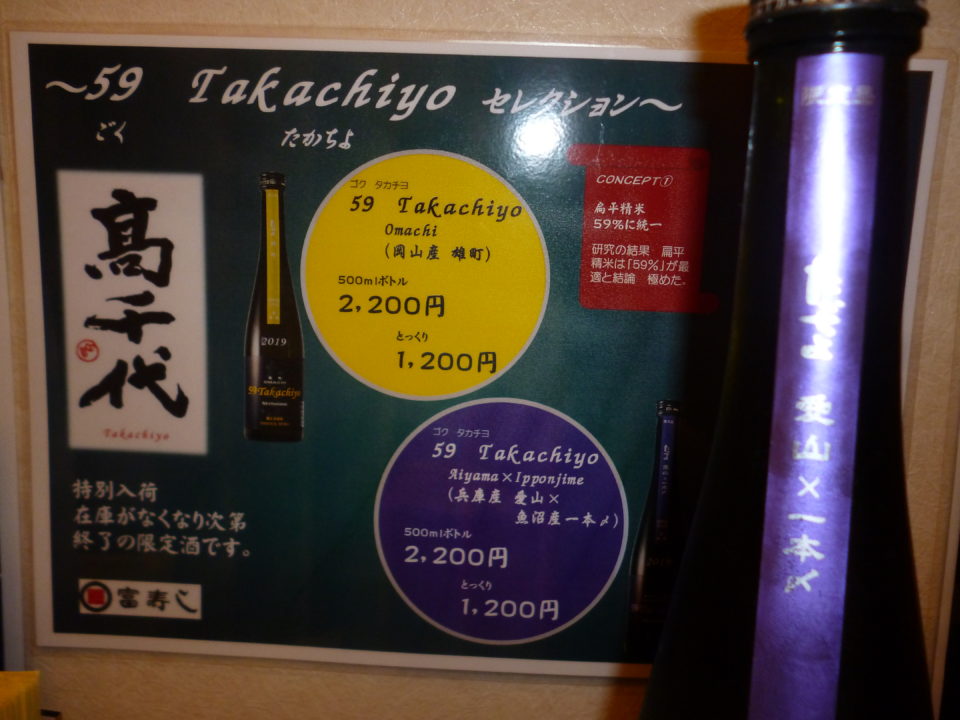 ～59 Takachiyo セレクション～
ごく たかちよ
髙千代
Takachiyo
2019
59Takachiyo
ゴク タカチヨ
59 Takachiyo
Omachi
(岡山産 雄町)
500mlボトル
2,200円
とっくり
1,200円
CONCEPT①
扁平精米
59%に統一
研究の結果 扁平
精米は「59%」が最
適と結論 極めた。
ゴク タカチヨ
59 Takachiyo
Aiyama×Ipponjime
(兵庫産 愛山×
魚沼産一本〆)
500mlボトル
2,200円
とっくり
1,200円
特別入荷
在庫がなくなり次第
終了の限定酒です。
富寿し
2019
愛山×一本〆